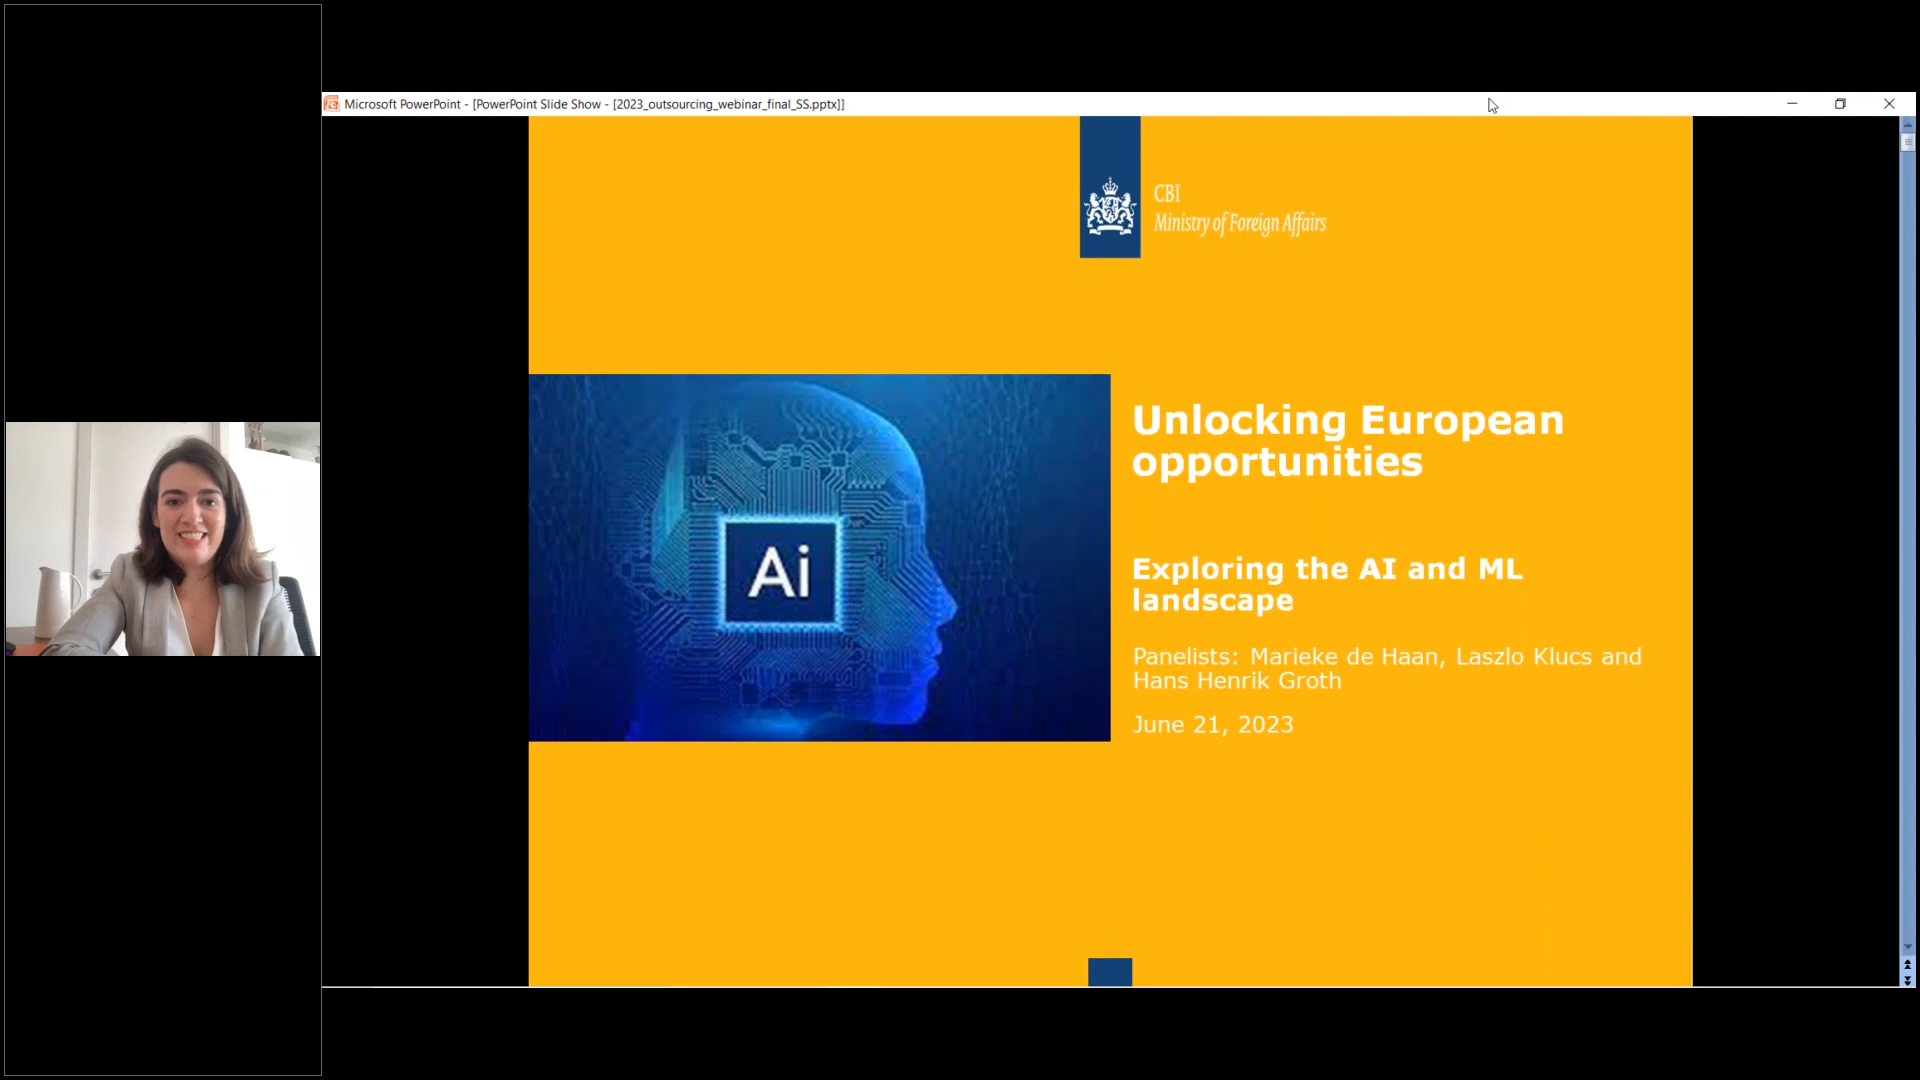 Microsoft PowerPoint - [PowerPoint Slide Show - [2023_outsourcing_webinar_final_SS.pptx]]
CBI
Ministry of Foreign Affairs
Ai
Unlocking European
opportunities
Exploring the AI and ML
landscape
Panelists: Marieke de Haan, Laszlo Klucs and
Hans Henrik Groth
June 21, 2023